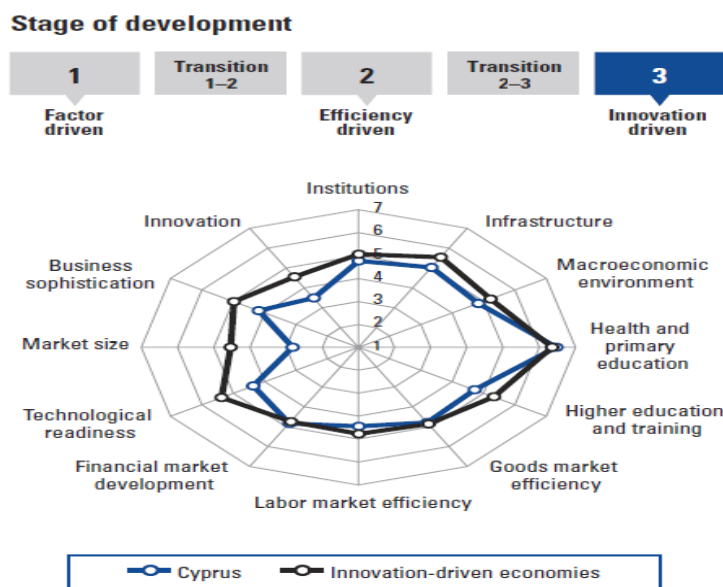 Stage of development
1
Transition
1–2
2
Transition
2–3
3
Factor
driven
Efficiency
driven
Innovation
driven
Institutions
7
6
5
4
3
2
1
Innovation
Infrastructure
Business
sophistication
Macroeconomic
environment
Market size
Health and
primary
education
Technological
readiness
Higher education
and training
Financial market
development
Goods market
efficiency
Labor market efficiency
Cyprus
Innovation-driven economies